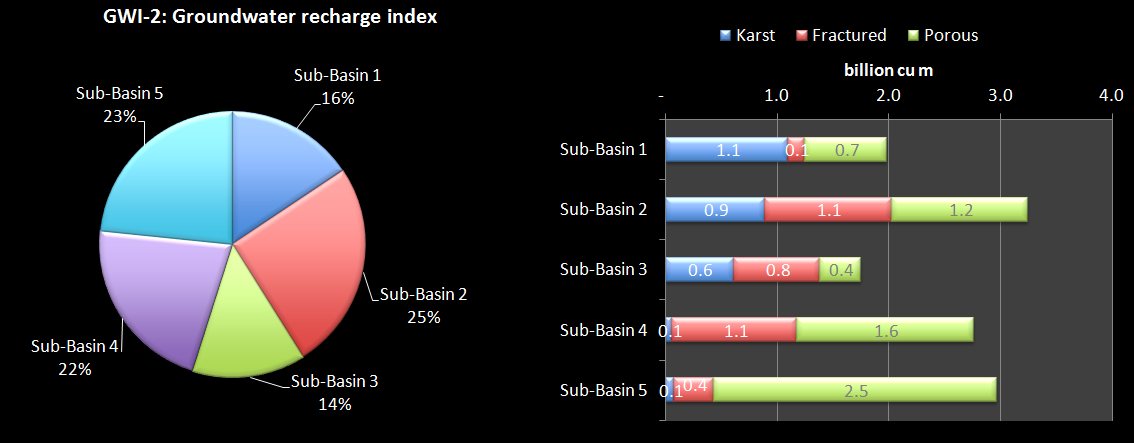 GWI-2: Groundwater recharge index
Sub-Basin 1
16%
Sub-Basin 2
25%
Sub-Basin 3
14%
Sub-Basin 4
22%
Sub-Basin 5
23%
Karst Fractured Porous
billion cu m
- 1.0 2.0 3.0 4.0
Sub-Basin 1 1.1 0.1 0.7
Sub-Basin 2 0.9 1.1 1.2
Sub-Basin 3 0.6 0.8 0.4
Sub-Basin 4 0.1 1.1 1.6
Sub-Basin 5 0.1 0.4 2.5